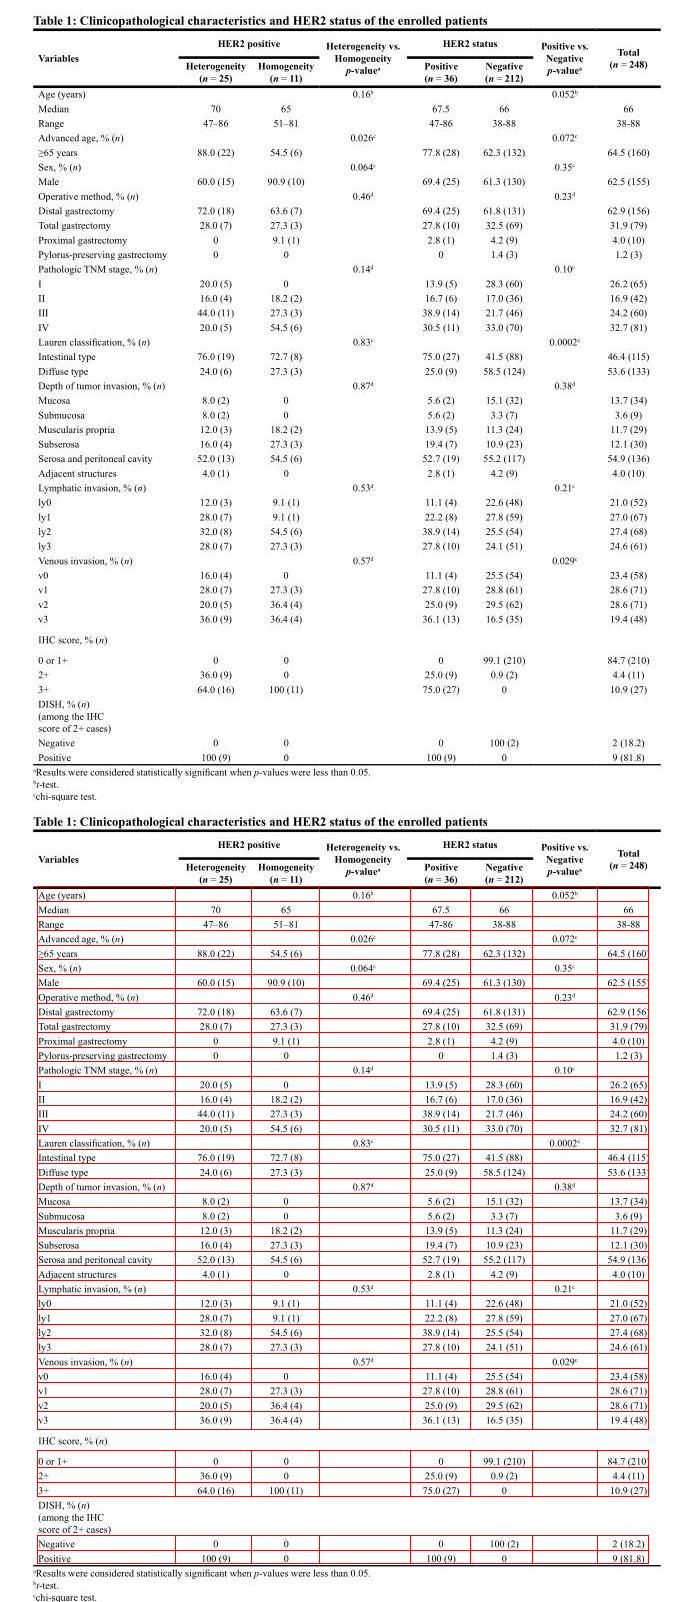 Table 1: Clinicopathological characteristics and HER2 status of the enrolled patients
Variables HER2 positive Heterogeneity vs. Homogeneity p-valueᵃ HER2 status Positive vs. Negative p-valueᵃ Total (n = 248)
Heterogeneity (n = 25) Homogeneity (n = 11) Positive (n = 36) Negative (n = 212)
Age (years) 0.16ᵇ 0.052ᵇ
Median 70 65 67.5 66 66
Range 47–86 51–81 47-86 38-88 38-88
Advanced age, % (n) 0.026ᶜ 0.072ᶜ
≥65 years 88.0 (22) 54.5 (6) 77.8 (28) 62.3 (132) 64.5 (160)
Sex, % (n) 0.064ᶜ 0.35ᶜ
Male 60.0 (15) 90.9 (10) 69.4 (25) 61.3 (130) 62.5 (155)
Operative method, % (n) 0.46ᵈ 0.23ᵈ
Distal gastrectomy 72.0 (18) 63.6 (7) 69.4 (25) 61.8 (131) 62.9 (156)
Total gastrectomy 28.0 (7) 27.3 (3) 27.8 (10) 32.5 (69) 31.9 (79)
Proximal gastrectomy 0 9.1 (1) 2.8 (1) 4.2 (9) 4.0 (10)
Pylorus-preserving gastrectomy 0 0 0 1.4 (3) 1.2 (3)
Pathologic TNM stage, % (n) 0.14ᵈ 0.10ᶜ
I 20.0 (5) 0 13.9 (5) 28.3 (60) 26.2 (65)
II 16.0 (4) 18.2 (2) 16.7 (6) 17.0 (36) 16.9 (42)
III 44.0 (11) 27.3 (3) 38.9 (14) 21.7 (46) 24.2 (60)
IV 20.0 (5) 54.5 (6) 30.5 (11) 33.0 (70) 32.7 (81)
Lauren classification, % (n) 0.83ᶜ 0.0002ᶜ
Intestinal type 76.0 (19) 72.7 (8) 75.0 (27) 41.5 (88) 46.4 (115)
Diffuse type 24.0 (6) 27.3 (3) 25.0 (9) 58.5 (124) 53.6 (133)
Depth of tumor invasion, % (n) 0.87ᵈ 0.38ᵈ
Mucosa 8.0 (2) 0 5.6 (2) 15.1 (32) 13.7 (34)
Submucosa 8.0 (2) 0 5.6 (2) 3.3 (7) 3.6 (9)
Muscularis propria 12.0 (3) 18.2 (2) 13.9 (5) 11.3 (24) 11.7 (29)
Subserosa 16.0 (4) 27.3 (3) 19.4 (7) 10.9 (23) 12.1 (30)
Serosa and peritoneal cavity 52.0 (13) 54.5 (6) 52.7 (19) 55.2 (117) 54.9 (136)
Adjacent structures 4.0 (1) 0 2.8 (1) 4.2 (9) 4.0 (10)
Lymphatic invasion, % (n) 0.53ᵈ 0.21ᶜ
ly0 12.0 (3) 9.1 (1) 11.1 (4) 22.6 (48) 21.0 (52)
ly1 28.0 (7) 9.1 (1) 22.2 (8) 27.8 (59) 27.0 (67)
ly2 32.0 (8) 54.5 (6) 38.9 (14) 25.5 (54) 27.4 (68)
ly3 28.0 (7) 27.3 (3) 27.8 (10) 24.1 (51) 24.6 (61)
Venous invasion, % (n) 0.57ᵈ 0.029ᶜ
v0 16.0 (4) 0 11.1 (4) 25.5 (54) 23.4 (58)
v1 28.0 (7) 27.3 (3) 27.8 (10) 28.8 (61) 28.6 (71)
v2 20.0 (5) 36.4 (4) 25.0 (9) 29.5 (62) 28.6 (71)
v3 36.0 (9) 36.4 (4) 36.1 (13) 16.5 (35) 19.4 (48)
IHC score, % (n)
0 or 1+ 0 0 0 99.1 (210) 84.7 (210)
2+ 36.0 (9) 0 25.0 (9) 0.9 (2) 4.4 (11)
3+ 64.0 (16) 100 (11) 75.0 (27) 0 10.9 (27)
DISH, % (n)
(among the IHC
score of 2+ cases)
Negative 0 0 0 100 (2) 2 (18.2)
Positive 100 (9) 0 100 (9) 0 9 (81.8)
ᵃResults were considered statistically significant when p-values were less than 0.05.
ᵇt-test.
ᶜchi-square test.
Table 1: Clinicopathological characteristics and HER2 status of the enrolled patients
Variables HER2 positive Heterogeneity vs. Homogeneity p-valueᵃ HER2 status Positive vs. Negative p-valueᵃ Total (n = 248)
Heterogeneity (n = 25) Homogeneity (n = 11) Positive (n = 36) Negative (n = 212)
Age (years) 0.16ᵇ 0.052ᵇ
Median 70 65 67.5 66 66
Range 47–86 51–81 47-86 38-88 38-88
Advanced age, % (n) 0.026ᶜ 0.072ᶜ
≥65 years 88.0 (22) 54.5 (6) 77.8 (28) 62.3 (132) 64.5 (160
Sex, % (n) 0.064ᶜ 0.35ᶜ
Male 60.0 (15) 90.9 (10) 69.4 (25) 61.3 (130) 62.5 (155
Operative method, % (n) 0.46ᵈ 0.23ᵈ
Distal gastrectomy 72.0 (18) 63.6 (7) 69.4 (25) 61.8 (131) 62.9 (156
Total gastrectomy 28.0 (7) 27.3 (3) 27.8 (10) 32.5 (69) 31.9 (79)
Proximal gastrectomy 0 9.1 (1) 2.8 (1) 4.2 (9) 4.0 (10)
Pylorus-preserving gastrectomy 0 0 0 1.4 (3) 1.2 (3)
Pathologic TNM stage, % (n) 0.14ᵈ 0.10ᶜ
I 20.0 (5) 0 13.9 (5) 28.3 (60) 26.2 (65)
II 16.0 (4) 18.2 (2) 16.7 (6) 17.0 (36) 16.9 (42)
III 44.0 (11) 27.3 (3) 38.9 (14) 21.7 (46) 24.2 (60)
IV 20.0 (5) 54.5 (6) 30.5 (11) 33.0 (70) 32.7 (81)
Lauren classification, % (n) 0.83ᶜ 0.0002ᶜ
Intestinal type 76.0 (19) 72.7 (8) 75.0 (27) 41.5 (88) 46.4 (115
Diffuse type 24.0 (6) 27.3 (3) 25.0 (9) 58.5 (124) 53.6 (133
Depth of tumor invasion, % (n) 0.87ᵈ 0.38ᵈ
Mucosa 8.0 (2) 0 5.6 (2) 15.1 (32) 13.7 (34)
Submucosa 8.0 (2) 0 5.6 (2) 3.3 (7) 3.6 (9)
Muscularis propria 12.0 (3) 18.2 (2) 13.9 (5) 11.3 (24) 11.7 (29)
Subserosa 16.0 (4) 27.3 (3) 19.4 (7) 10.9 (23) 12.1 (30)
Serosa and peritoneal cavity 52.0 (13) 54.5 (6) 52.7 (19) 55.2 (117) 54.9 (136
Adjacent structures 4.0 (1) 0 2.8 (1) 4.2 (9) 4.0 (10)
Lymphatic invasion, % (n) 0.53ᵈ 0.21ᶜ
ly0 12.0 (3) 9.1 (1) 11.1 (4) 22.6 (48) 21.0 (52)
ly1 28.0 (7) 9.1 (1) 22.2 (8) 27.8 (59) 27.0 (67)
ly2 32.0 (8) 54.5 (6) 38.9 (14) 25.5 (54) 27.4 (68)
ly3 28.0 (7) 27.3 (3) 27.8 (10) 24.1 (51) 24.6 (61)
Venous invasion, % (n) 0.57ᵈ 0.029ᶜ
v0 16.0 (4) 0 11.1 (4) 25.5 (54) 23.4 (58)
v1 28.0 (7) 27.3 (3) 27.8 (10) 28.8 (61) 28.6 (71)
v2 20.0 (5) 36.4 (4) 25.0 (9) 29.5 (62) 28.6 (71)
v3 36.0 (9) 36.4 (4) 36.1 (13) 16.5 (35) 19.4 (48)
IHC score, % (n)
0 or 1+ 0 0 0 99.1 (210) 84.7 (210
2+ 36.0 (9) 0 25.0 (9) 0.9 (2) 4.4 (11)
3+ 64.0 (16) 100 (11) 75.0 (27) 0 10.9 (27)
DISH, % (n)
(among the IHC
score of 2+ cases)
Negative 0 0 0 100 (2) 2 (18.2)
Positive 100 (9) 0 100 (9) 0 9 (81.8)
ᵃResults were considered statistically significant when p-values were less than 0.05.
ᵇt-test.
ᶜchi-square test.